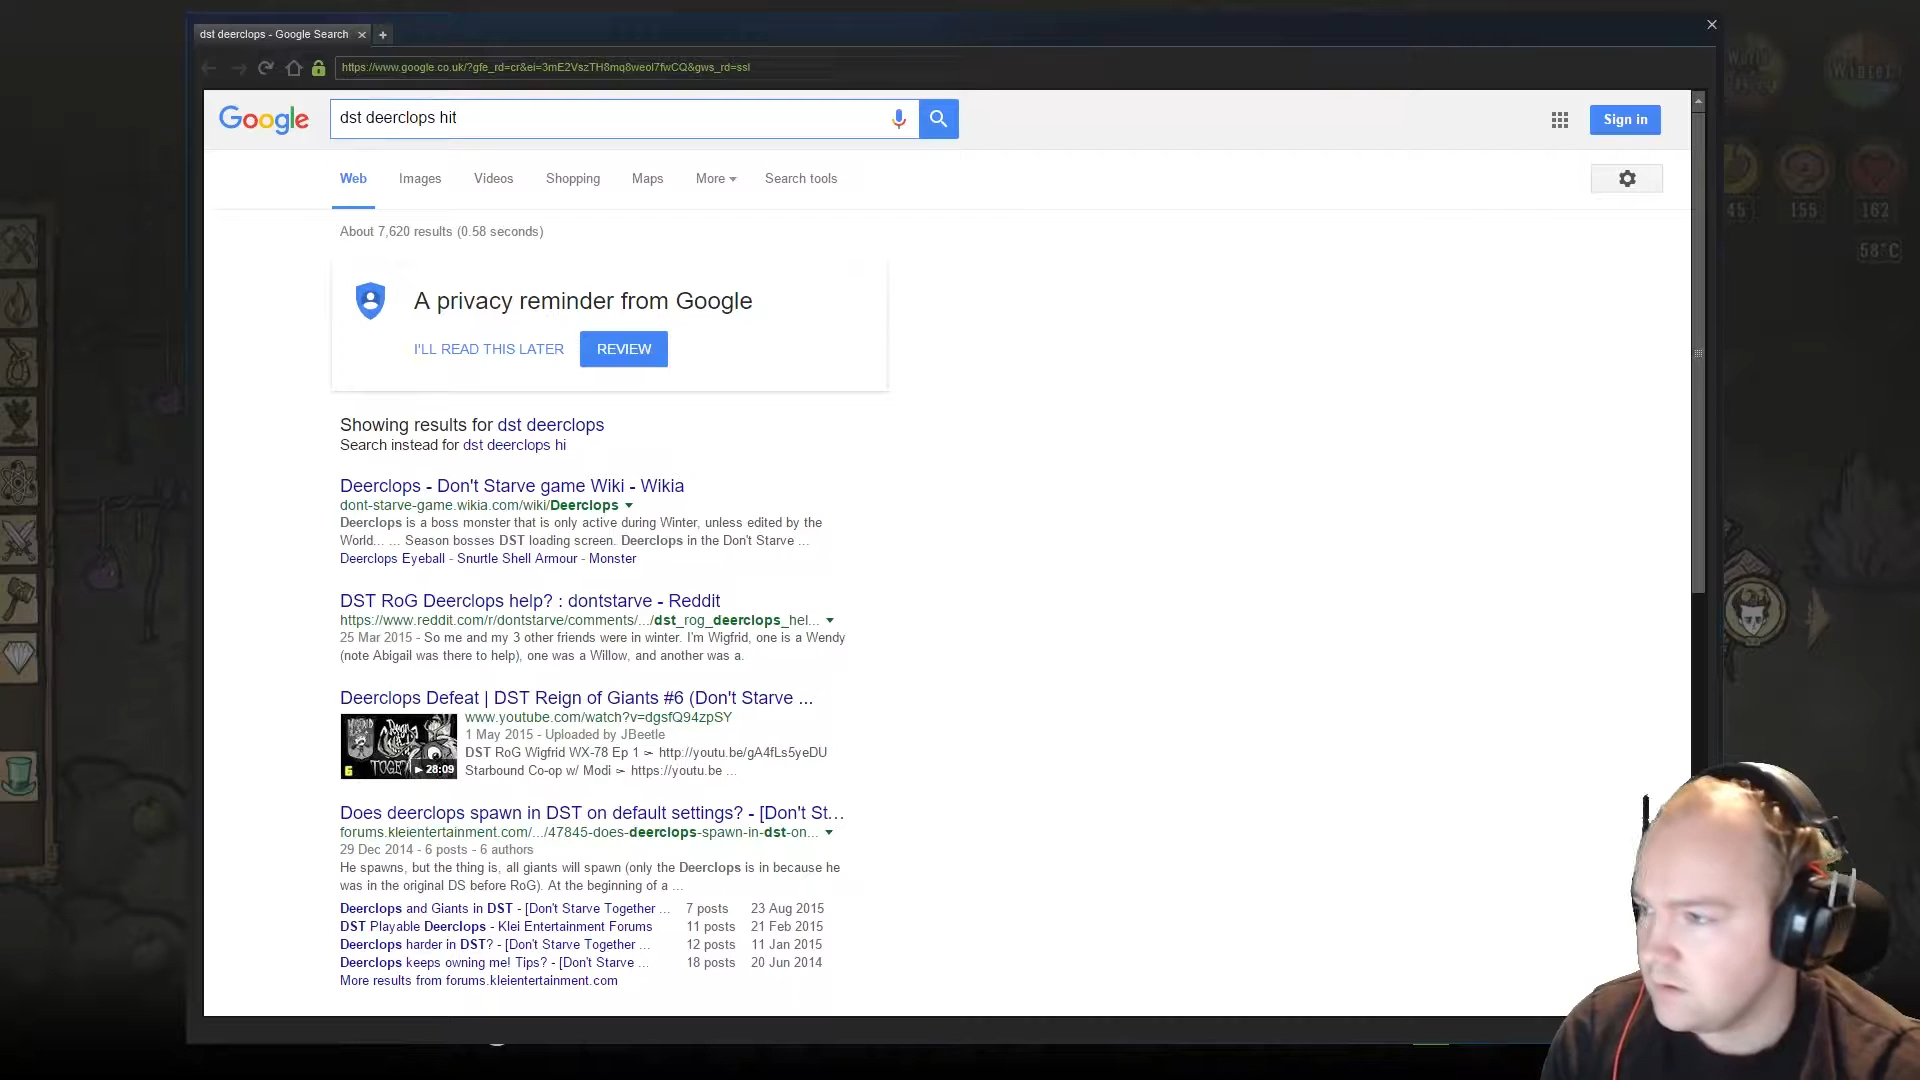 dst deerclops - Google Search
https://www.google.co.uk/?gfe_rd=cr&ei=3mE2VszTH8mq8weol7fwCQ&gws_rd=ssl
Google
dst deerclops hit
Sign in
Web Images Videos Shopping Maps More Search tools
About 7,620 results (0.58 seconds)
A privacy reminder from Google
I'LL READ THIS LATER REVIEW
Showing results for dst deerclops
Search instead for dst deerclops hi
Deerclops - Don't Starve game Wiki - Wikia
dont-starve-game.wikia.com/wiki/Deerclops
Deerclops is a boss monster that is only active during Winter, unless edited by the
World... ... Season bosses DST loading screen. Deerclops in the Don't Starve ...
Deerclops Eyeball - Snurtle Shell Armour - Monster
DST RoG Deerclops help? : dontstarve - Reddit
https://www.reddit.com/r/dontstarve/comments/.../dst_rog_deerclops_hel...
25 Mar 2015 - So me and my 3 other friends were in winter. I'm Wigfrid, one is a Wendy
(note Abigail was there to help), one was a Willow, and another was a.
Deerclops Defeat | DST Reign of Giants #6 (Don't Starve ...
www.youtube.com/watch?v=dgsfQ94zpSY
1 May 2015 - Uploaded by JBeetle
DST RoG Wigfrid WX-78 Ep 1 ➣ http://youtu.be/gA4fLs5yeDU
Starbound Co-op w/ Modi ➣ https://youtu.be ...
6
28:09
Does deerclops spawn in DST on default settings? - [Don't St...
forums.kleientertainment.com/.../47845-does-deerclops-spawn-in-dst-on...
29 Dec 2014 - 6 posts - 6 authors
He spawns, but the thing is, all giants will spawn (only the Deerclops is in because he
was in the original DS before RoG). At the beginning of a ...
Deerclops and Giants in DST - [Don't Starve Together ... 7 posts 23 Aug 2015
DST Playable Deerclops - Klei Entertainment Forums 11 posts 21 Feb 2015
Deerclops harder in DST? - [Don't Starve Together ... 12 posts 11 Jan 2015
Deerclops keeps owning me! Tips? - [Don't Starve ... 18 posts 20 Jun 2014
More results from forums.kleientertainment.com
Winter
45 155 162
58°C